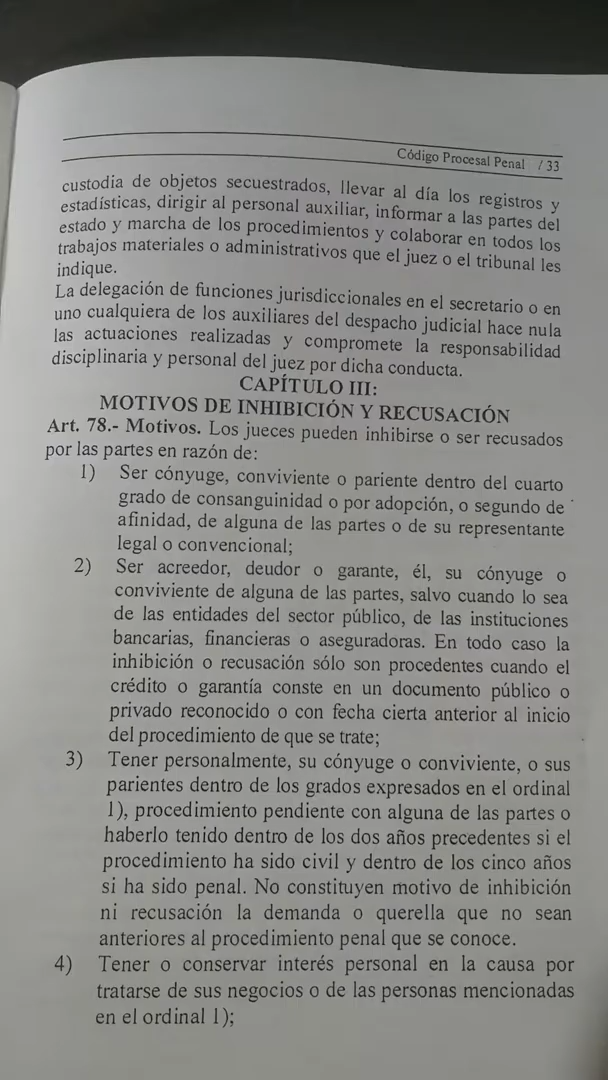 Código Procesal Penal / 33
custodia de objetos secuestrados, llevar al día los registros y
estadísticas, dirigir al personal auxiliar, informar a las partes del
estado y marcha de los procedimientos y colaborar en todos los
trabajos materiales o administrativos que el juez o el tribunal les
indique.
La delegación de funciones jurisdiccionales en el secretario o en
uno cualquiera de los auxiliares del despacho judicial hace nula
las actuaciones realizadas y compromete la responsabilidad
disciplinaria y personal del juez por dicha conducta.
CAPÍTULO III:
MOTIVOS DE INHIBICIÓN Y RECUSACIÓN
Art. 78.- Motivos. Los jueces pueden inhibirse o ser recusados
por las partes en razón de:
1) Ser cónyuge, conviviente o pariente dentro del cuarto
grado de consanguinidad o por adopción, o segundo de
afinidad, de alguna de las partes o de su representante
legal o convencional;
2) Ser acreedor, deudor o garante, él, su cónyuge o
conviviente de alguna de las partes, salvo cuando lo sea
de las entidades del sector público, de las instituciones
bancarias, financieras o aseguradoras. En todo caso la
inhibición o recusación sólo son procedentes cuando el
crédito o garantía conste en un documento público o
privado reconocido o con fecha cierta anterior al inicio
del procedimiento de que se trate;
3) Tener personalmente, su cónyuge o conviviente, o sus
parientes dentro de los grados expresados en el ordinal
1), procedimiento pendiente con alguna de las partes o
haberlo tenido dentro de los dos años precedentes si el
procedimiento ha sido civil y dentro de los cinco años
si ha sido penal. No constituyen motivo de inhibición
ni recusación la demanda o querella que no sean
anteriores al procedimiento penal que se conoce.
4) Tener o conservar interés personal en la causa por
tratarse de sus negocios o de las personas mencionadas
en el ordinal 1);